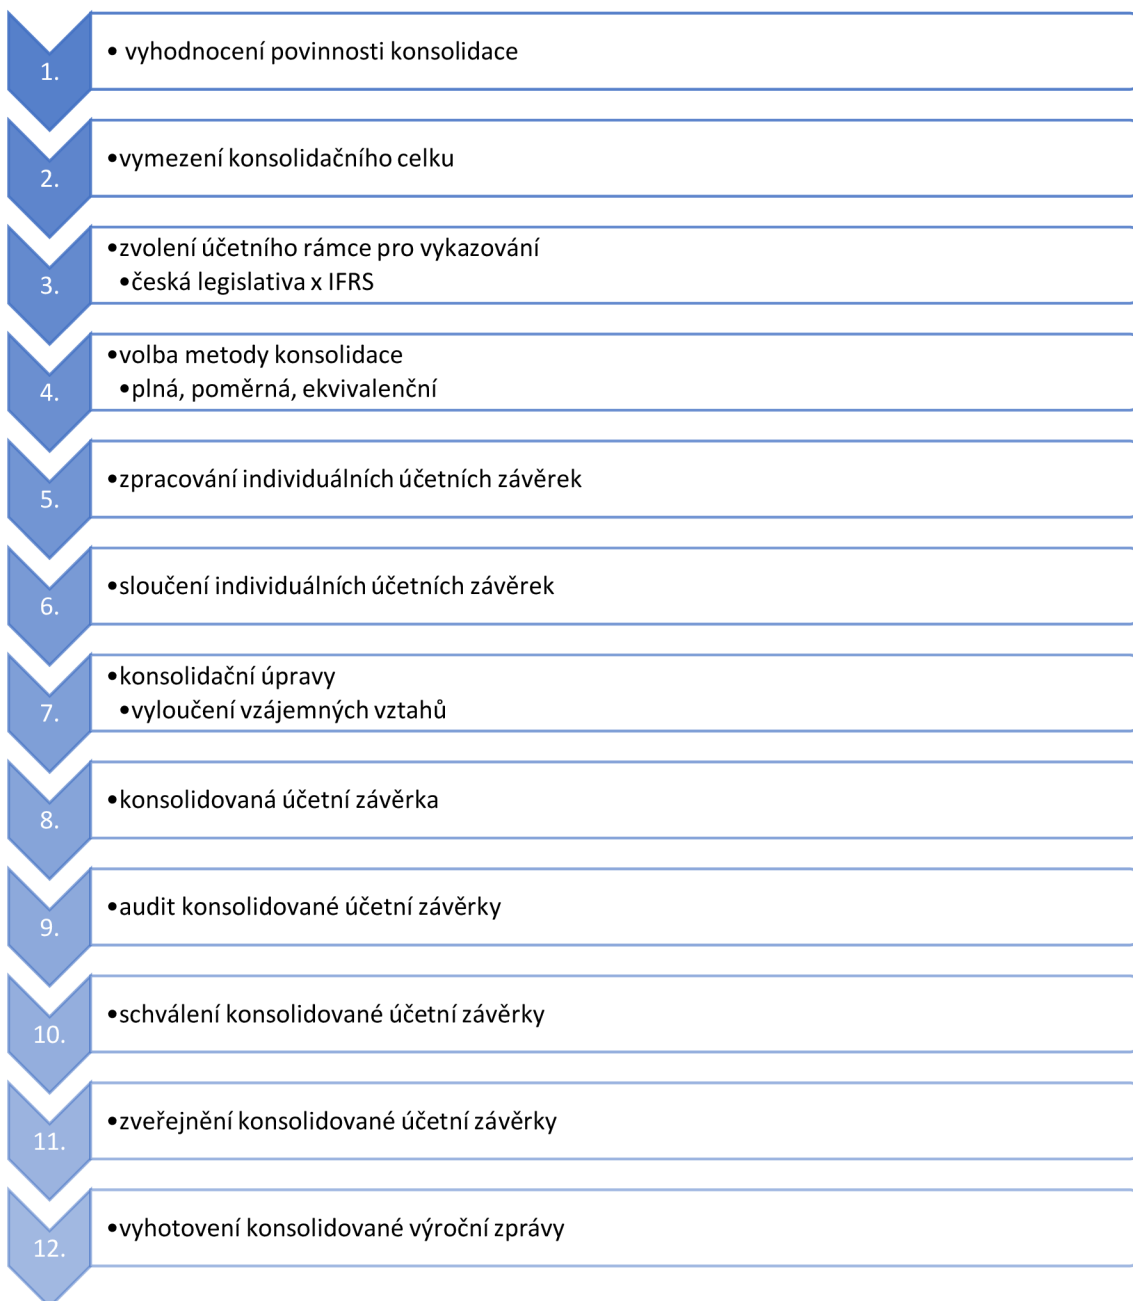 1.
• vyhodnocení povinnosti konsolidace
2.
•vymezení konsolidačního celku
3.
•zvolení účetního rámce pro vykazování
•česká legislativa x IFRS
4.
•volba metody konsolidace
•plná, poměrná, ekvivalenční
5.
•zpracování individuálních účetních závěrek
6.
•sloučení individuálních účetních závěrek
7.
•konsolidační úpravy
•vyloučení vzájemných vztahů
8.
•konsolidovaná účetní závěrka
9.
•audit konsolidované účetní závěrky
10.
•schválení konsolidované účetní závěrky
11.
•zveřejnění konsolidované účetní závěrky
12.
•vyhotovení konsolidované výroční zprávy